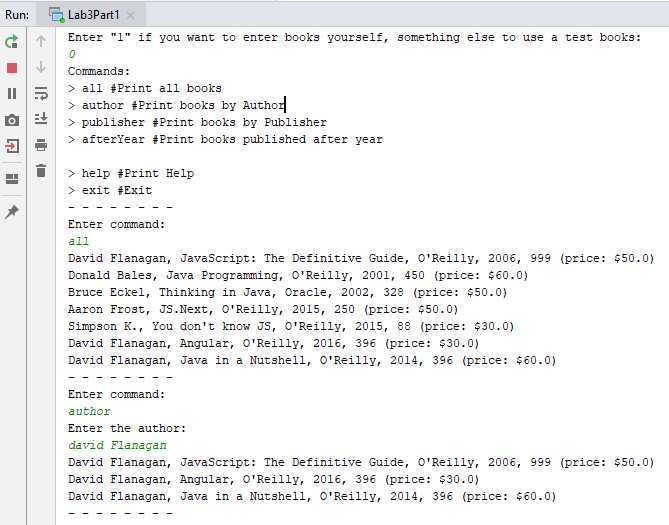 Run: Lab3Part1
Enter "1" if you want to enter books yourself, something else to use a test books:
0
Commands:
> all #Print all books
> author #Print books by Author
> publisher #Print books by Publisher
> afterYear #Print books published after year
> help #Print Help
> exit #Exit
- - - - - - - -
Enter command:
all
David Flanagan, JavaScript: The Definitive Guide, O'Reilly, 2006, 999 (price: $50.0)
Donald Bales, Java Programming, O'Reilly, 2001, 450 (price: $60.0)
Bruce Eckel, Thinking in Java, Oracle, 2002, 328 (price: $50.0)
Aaron Frost, JS.Next, O'Reilly, 2015, 250 (price: $50.0)
Simpson K., You don't know JS, O'Reilly, 2015, 88 (price: $30.0)
David Flanagan, Angular, O'Reilly, 2016, 396 (price: $30.0)
David Flanagan, Java in a Nutshell, O'Reilly, 2014, 396 (price: $60.0)
- - - - - - - -
Enter command:
author
Enter the author:
david Flanagan
David Flanagan, JavaScript: The Definitive Guide, O'Reilly, 2006, 999 (price: $50.0)
David Flanagan, Angular, O'Reilly, 2016, 396 (price: $30.0)
David Flanagan, Java in a Nutshell, O'Reilly, 2014, 396 (price: $60.0)
- - - - - - - -